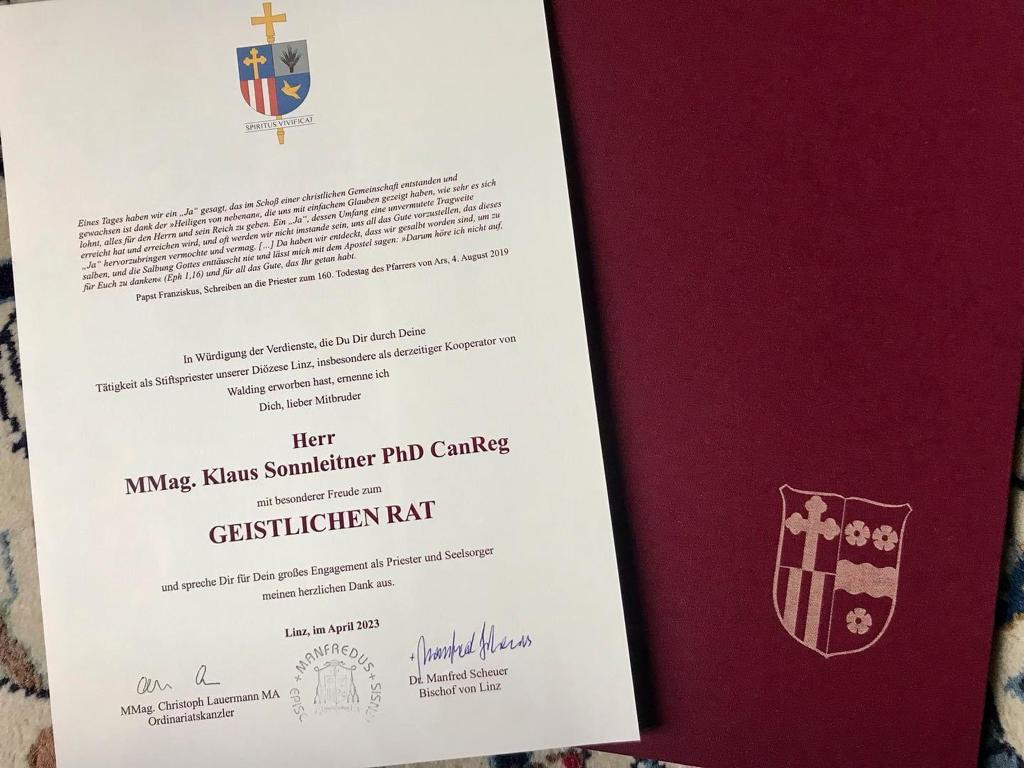 SPIRITUS VIVIFICAT
Eines Tages haben wir ein „Ja“ gesagt, das im Schoß einer christlichen Gemeinschaft entstanden und
gewachsen ist dank der »Heiligen von nebenan«, die uns mit einfachem Glauben gezeigt haben, wie sehr es sich
lohnt, alles für den Herrn und sein Reich zu geben. Ein „Ja“, dessen Umfang eine unvermutete Tragweite
erreicht hat und erreichen wird, und oft werden wir nicht imstande sein, uns all das Gute vorzustellen, das dieses
„Ja“ hervorzubringen vermochte und vermag. [...] Da haben wir entdeckt, dass wir gesalbt worden sind, um zu
salben, und die Salbung Gottes enttäuscht nie und lässt mich mit dem Apostel sagen: »Darum höre ich nicht auf,
für Euch zu danken« (Eph 1,16) und für all das Gute, das Ihr getan habt.
Papst Franziskus, Schreiben an die Priester zum 160. Todestag des Pfarrers von Ars, 4. August 2019
In Würdigung der Verdienste, die Du Dir durch Deine
Tätigkeit als Stiftspriester unserer Diözese Linz, insbesondere als derzeitiger Kooperator von
Walding erworben hast, ernenne ich
Dich, lieber Mitbruder
Herr
MMag. Klaus Sonnleitner PhD CanReg
mit besonderer Freude zum
GEISTLICHEN RAT
und spreche Dir für Dein großes Engagement als Priester und Seelsorger
meinen herzlichen Dank aus.
Linz, im April 2023
+ MANFREDUS +
+ Manfred Scheuer
MMag. Christoph Lauermann MA
Ordinariatskanzler
Dr. Manfred Scheuer
Bischof von Linz